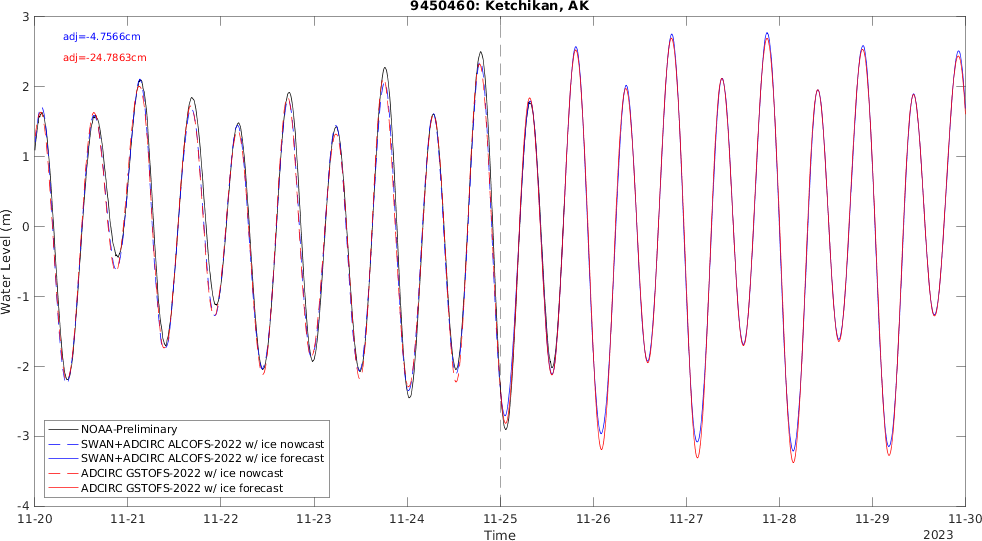 9450460: Ketchikan, AK
adj=-4.7566cm
adj=-24.7863cm
3
2
1
0
-1
-2
-3
-4
Water Level (m)
NOAA-Preliminary
SWAN+ADCIRC ALCOFS-2022 w/ ice nowcast
SWAN+ADCIRC ALCOFS-2022 w/ ice forecast
ADCIRC GSTOFS-2022 w/ ice nowcast
ADCIRC GSTOFS-2022 w/ ice forecast
11-20 11-21 11-22 11-23 11-24 11-25 11-26 11-27 11-28 11-29 11-30
Time
2023